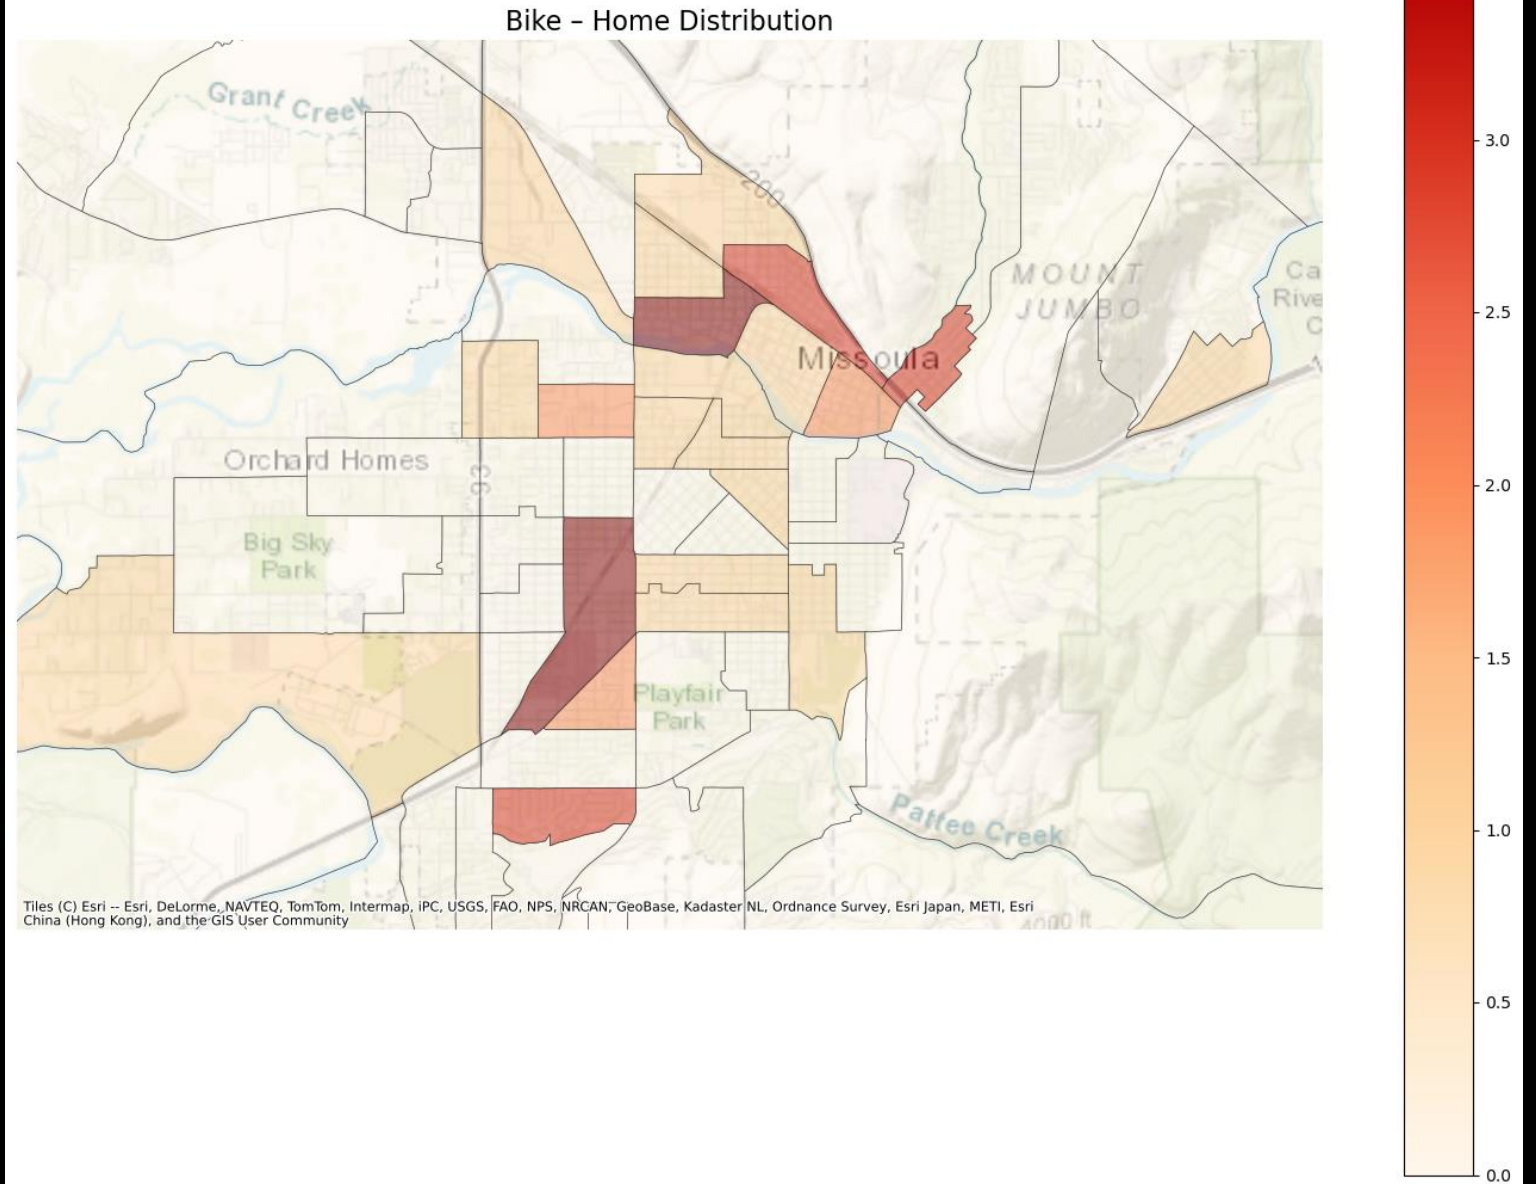 Bike – Home Distribution
Grant Creek
200
MOUNT
JUMBO
Ca
Rive
C
Missoula
Orchard Homes
93
Big Sky
Park
Playfair
Park
Pattee Creek
4000 ft
Tiles (C) Esri -- Esri, DeLorme, NAVTEQ, TomTom, Intermap, iPC, USGS, FAO, NPS, NRCAN, GeoBase, Kadaster NL, Ordnance Survey, Esri Japan, METI, Esri
China (Hong Kong), and the GIS User Community
3.0
2.5
2.0
1.5
1.0
0.5
0.0